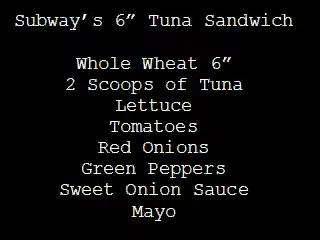 Subway’s 6” Tuna Sandwich
Whole Wheat 6”
2 Scoops of Tuna
Lettuce
Tomatoes
Red Onions
Green Peppers
Sweet Onion Sauce
Mayo